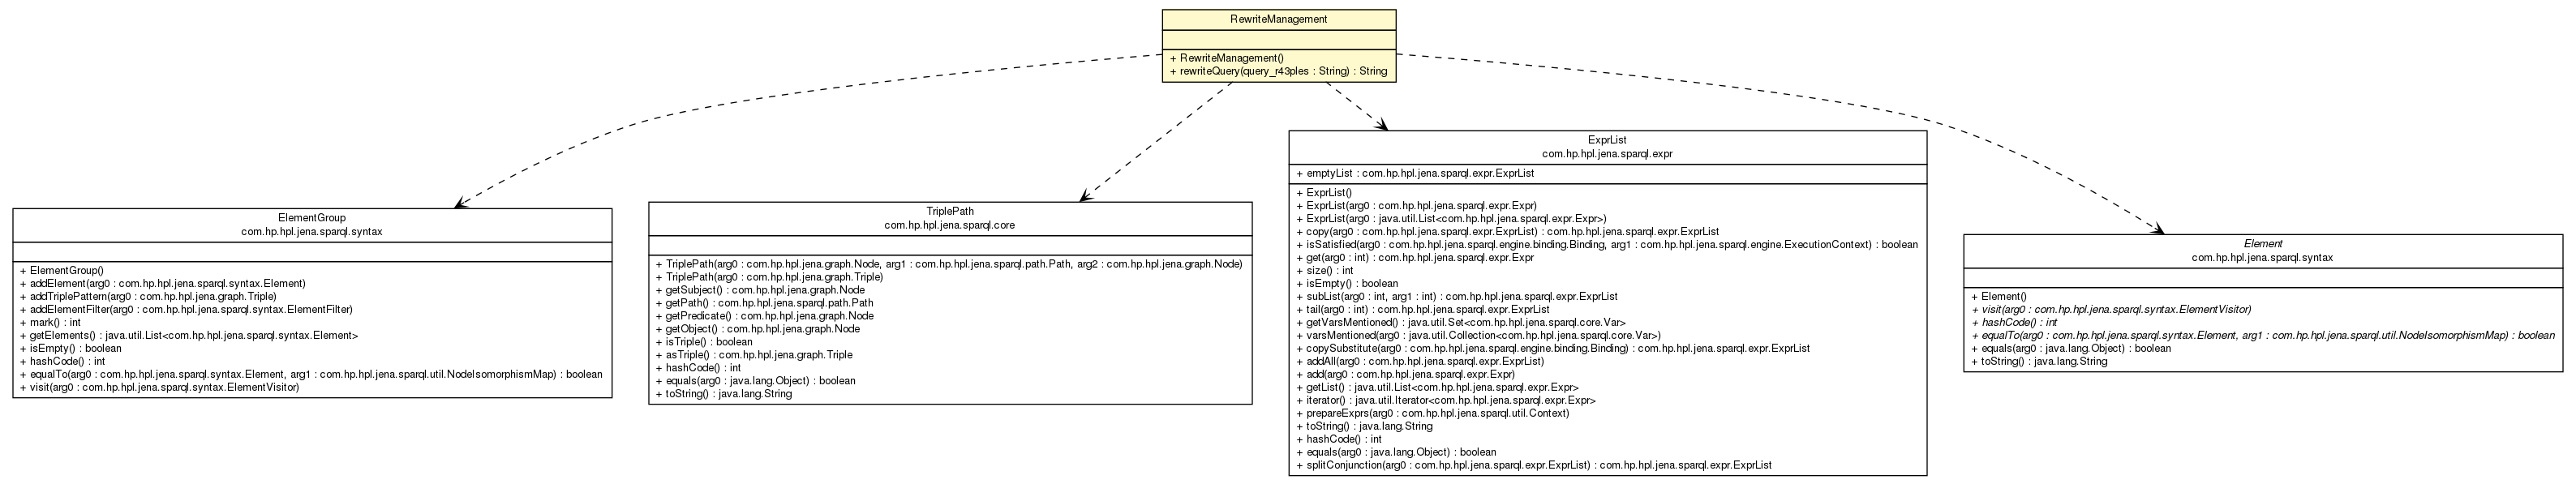 RewriteManagement
+ RewriteManagement()
+ rewriteQuery(query_r43ples : String) : String
ElementGroup
com.hp.hpl.jena.sparql.syntax
+ ElementGroup()
+ addElement(arg0 : com.hp.hpl.jena.sparql.syntax.Element)
+ addTriplePattern(arg0 : com.hp.hpl.jena.graph.Triple)
+ addElementFilter(arg0 : com.hp.hpl.jena.sparql.syntax.ElementFilter)
+ mark() : int
+ getElements() : java.util.List<com.hp.hpl.jena.sparql.syntax.Element>
+ isEmpty() : boolean
+ hashCode() : int
+ equalTo(arg0 : com.hp.hpl.jena.sparql.syntax.Element, arg1 : com.hp.hpl.jena.sparql.util.NodeIsomorphismMap) : boolean
+ visit(arg0 : com.hp.hpl.jena.sparql.syntax.ElementVisitor)
TriplePath
com.hp.hpl.jena.sparql.core
+ TriplePath(arg0 : com.hp.hpl.jena.graph.Node, arg1 : com.hp.hpl.jena.sparql.path.Path, arg2 : com.hp.hpl.jena.graph.Node)
+ TriplePath(arg0 : com.hp.hpl.jena.graph.Triple)
+ getSubject() : com.hp.hpl.jena.graph.Node
+ getPath() : com.hp.hpl.jena.sparql.path.Path
+ getPredicate() : com.hp.hpl.jena.graph.Node
+ getObject() : com.hp.hpl.jena.graph.Node
+ isTriple() : boolean
+ asTriple() : com.hp.hpl.jena.graph.Triple
+ hashCode() : int
+ equals(arg0 : java.lang.Object) : boolean
+ toString() : java.lang.String
ExprList
com.hp.hpl.jena.sparql.expr
+ emptyList : com.hp.hpl.jena.sparql.expr.ExprList
+ ExprList()
+ ExprList(arg0 : com.hp.hpl.jena.sparql.expr.Expr)
+ ExprList(arg0 : java.util.List<com.hp.hpl.jena.sparql.expr.Expr>)
+ copy(arg0 : com.hp.hpl.jena.sparql.expr.ExprList) : com.hp.hpl.jena.sparql.expr.ExprList
+ isSatisfied(arg0 : com.hp.hpl.jena.sparql.engine.binding.Binding, arg1 : com.hp.hpl.jena.sparql.engine.ExecutionContext) : boolean
+ get(arg0 : int) : com.hp.hpl.jena.sparql.expr.Expr
+ size() : int
+ isEmpty() : boolean
+ subList(arg0 : int, arg1 : int) : com.hp.hpl.jena.sparql.expr.ExprList
+ tail(arg0 : int) : com.hp.hpl.jena.sparql.expr.ExprList
+ getVarsMentioned() : java.util.Set<com.hp.hpl.jena.sparql.core.Var>
+ varsMentioned(arg0 : java.util.Collection<com.hp.hpl.jena.sparql.core.Var>)
+ copySubstitute(arg0 : com.hp.hpl.jena.sparql.engine.binding.Binding) : com.hp.hpl.jena.sparql.expr.ExprList
+ addAll(arg0 : com.hp.hpl.jena.sparql.expr.ExprList)
+ add(arg0 : com.hp.hpl.jena.sparql.expr.Expr)
+ getList() : java.util.List<com.hp.hpl.jena.sparql.expr.Expr>
+ iterator() : java.util.Iterator<com.hp.hpl.jena.sparql.expr.Expr>
+ prepareExprs(arg0 : com.hp.hpl.jena.sparql.util.Context)
+ toString() : java.lang.String
+ hashCode() : int
+ equals(arg0 : java.lang.Object) : boolean
+ splitConjunction(arg0 : com.hp.hpl.jena.sparql.expr.ExprList) : com.hp.hpl.jena.sparql.expr.ExprList
Element
com.hp.hpl.jena.sparql.syntax
+ Element()
+ visit(arg0 : com.hp.hpl.jena.sparql.syntax.ElementVisitor)
+ hashCode() : int
+ equalTo(arg0 : com.hp.hpl.jena.sparql.syntax.Element, arg1 : com.hp.hpl.jena.sparql.util.NodeIsomorphismMap) : boolean
+ equals(arg0 : java.lang.Object) : boolean
+ toString() : java.lang.String